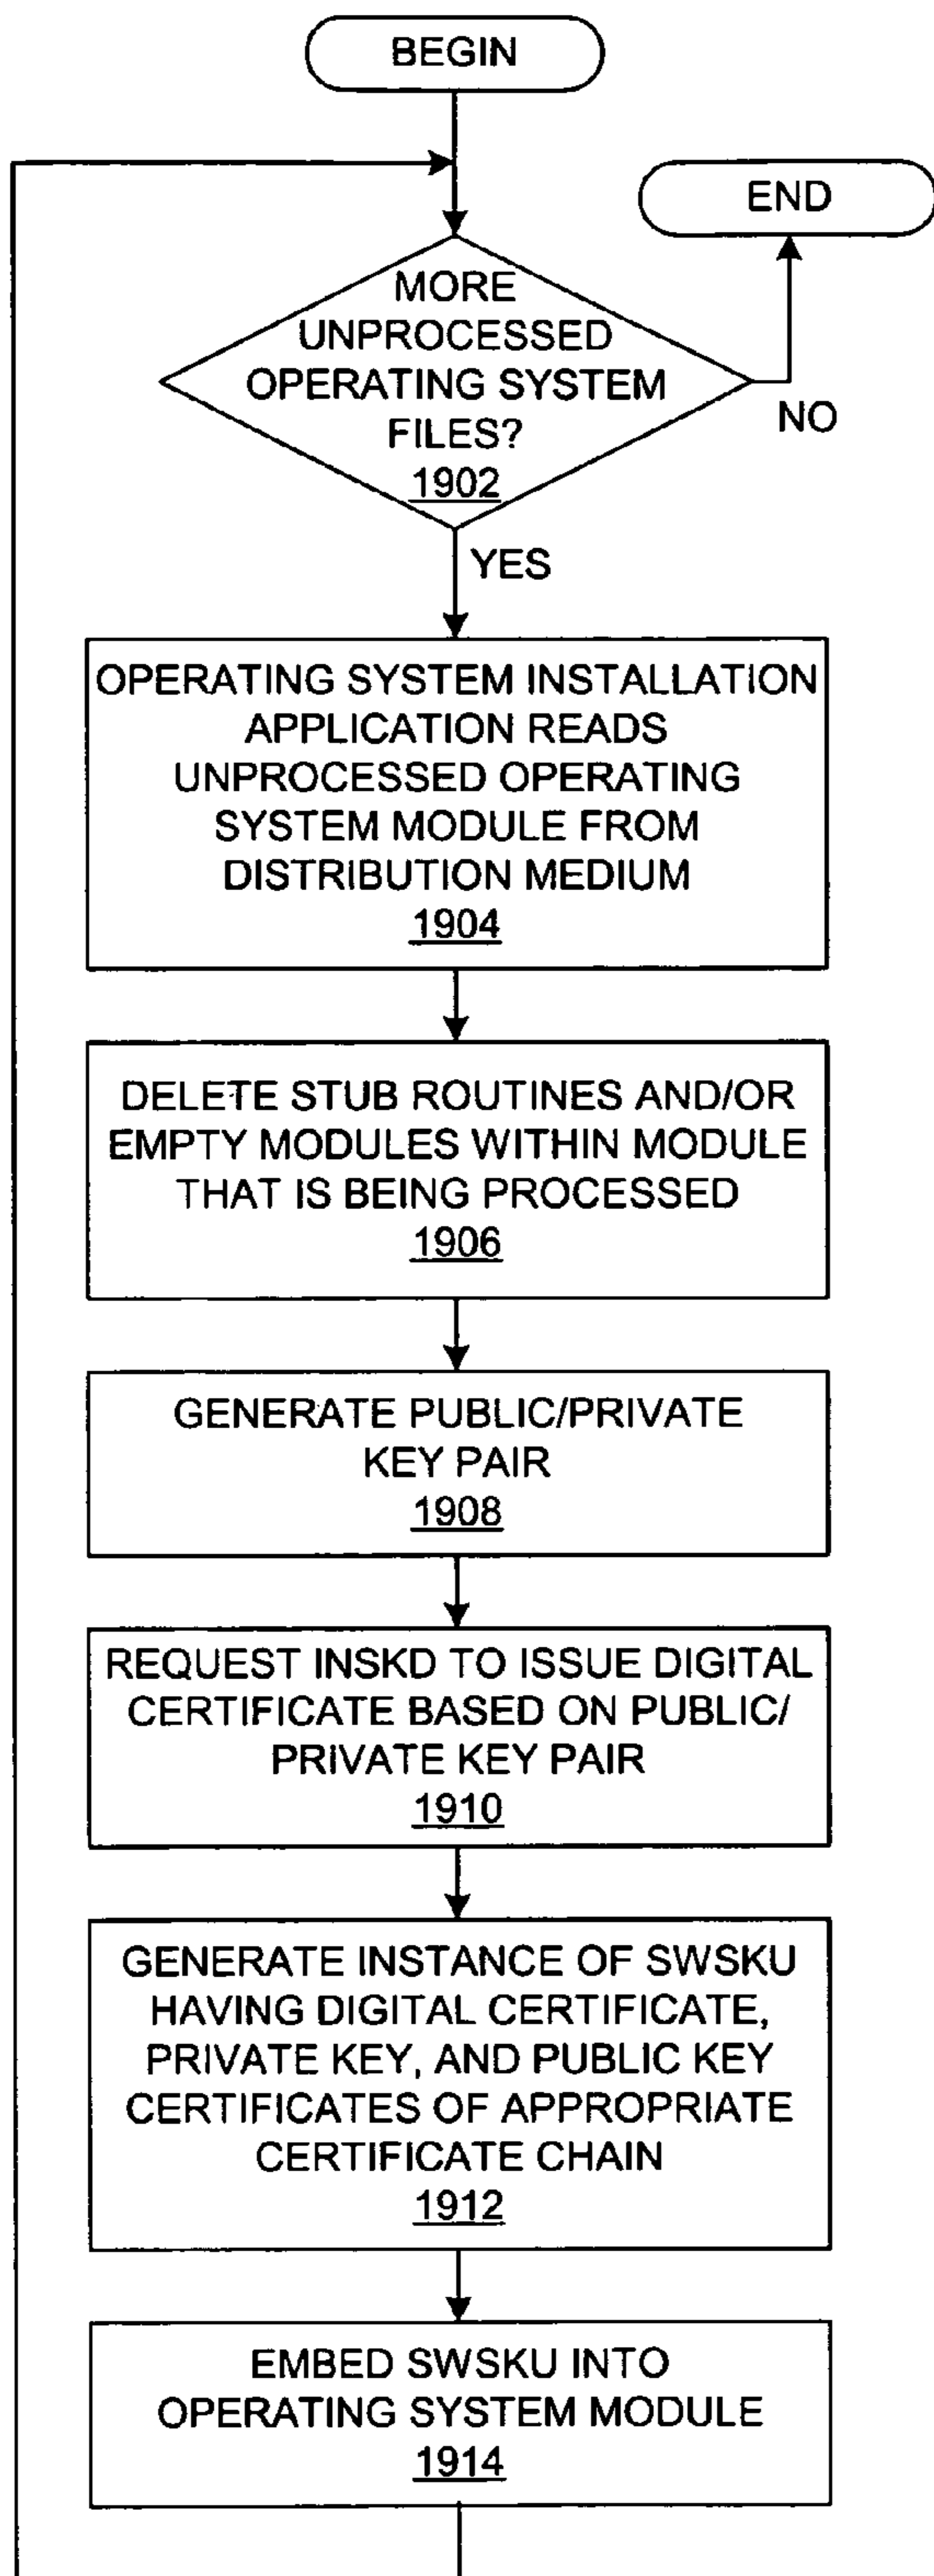 BEGIN
END
MORE
UNPROCESSED
OPERATING SYSTEM
FILES?
1902
NO
YES
OPERATING SYSTEM INSTALLATION
APPLICATION READS
UNPROCESSED OPERATING
SYSTEM MODULE FROM
DISTRIBUTION MEDIUM
1904
DELETE STUB ROUTINES AND/OR
EMPTY MODULES WITHIN MODULE
THAT IS BEING PROCESSED
1906
GENERATE PUBLIC/PRIVATE
KEY PAIR
1908
REQUEST INSKD TO ISSUE DIGITAL
CERTIFICATE BASED ON PUBLIC/
PRIVATE KEY PAIR
1910
GENERATE INSTANCE OF SWSKU
HAVING DIGITAL CERTIFICATE,
PRIVATE KEY, AND PUBLIC KEY
CERTIFICATES OF APPROPRIATE
CERTIFICATE CHAIN
1912
EMBED SWSKU INTO
OPERATING SYSTEM MODULE
1914